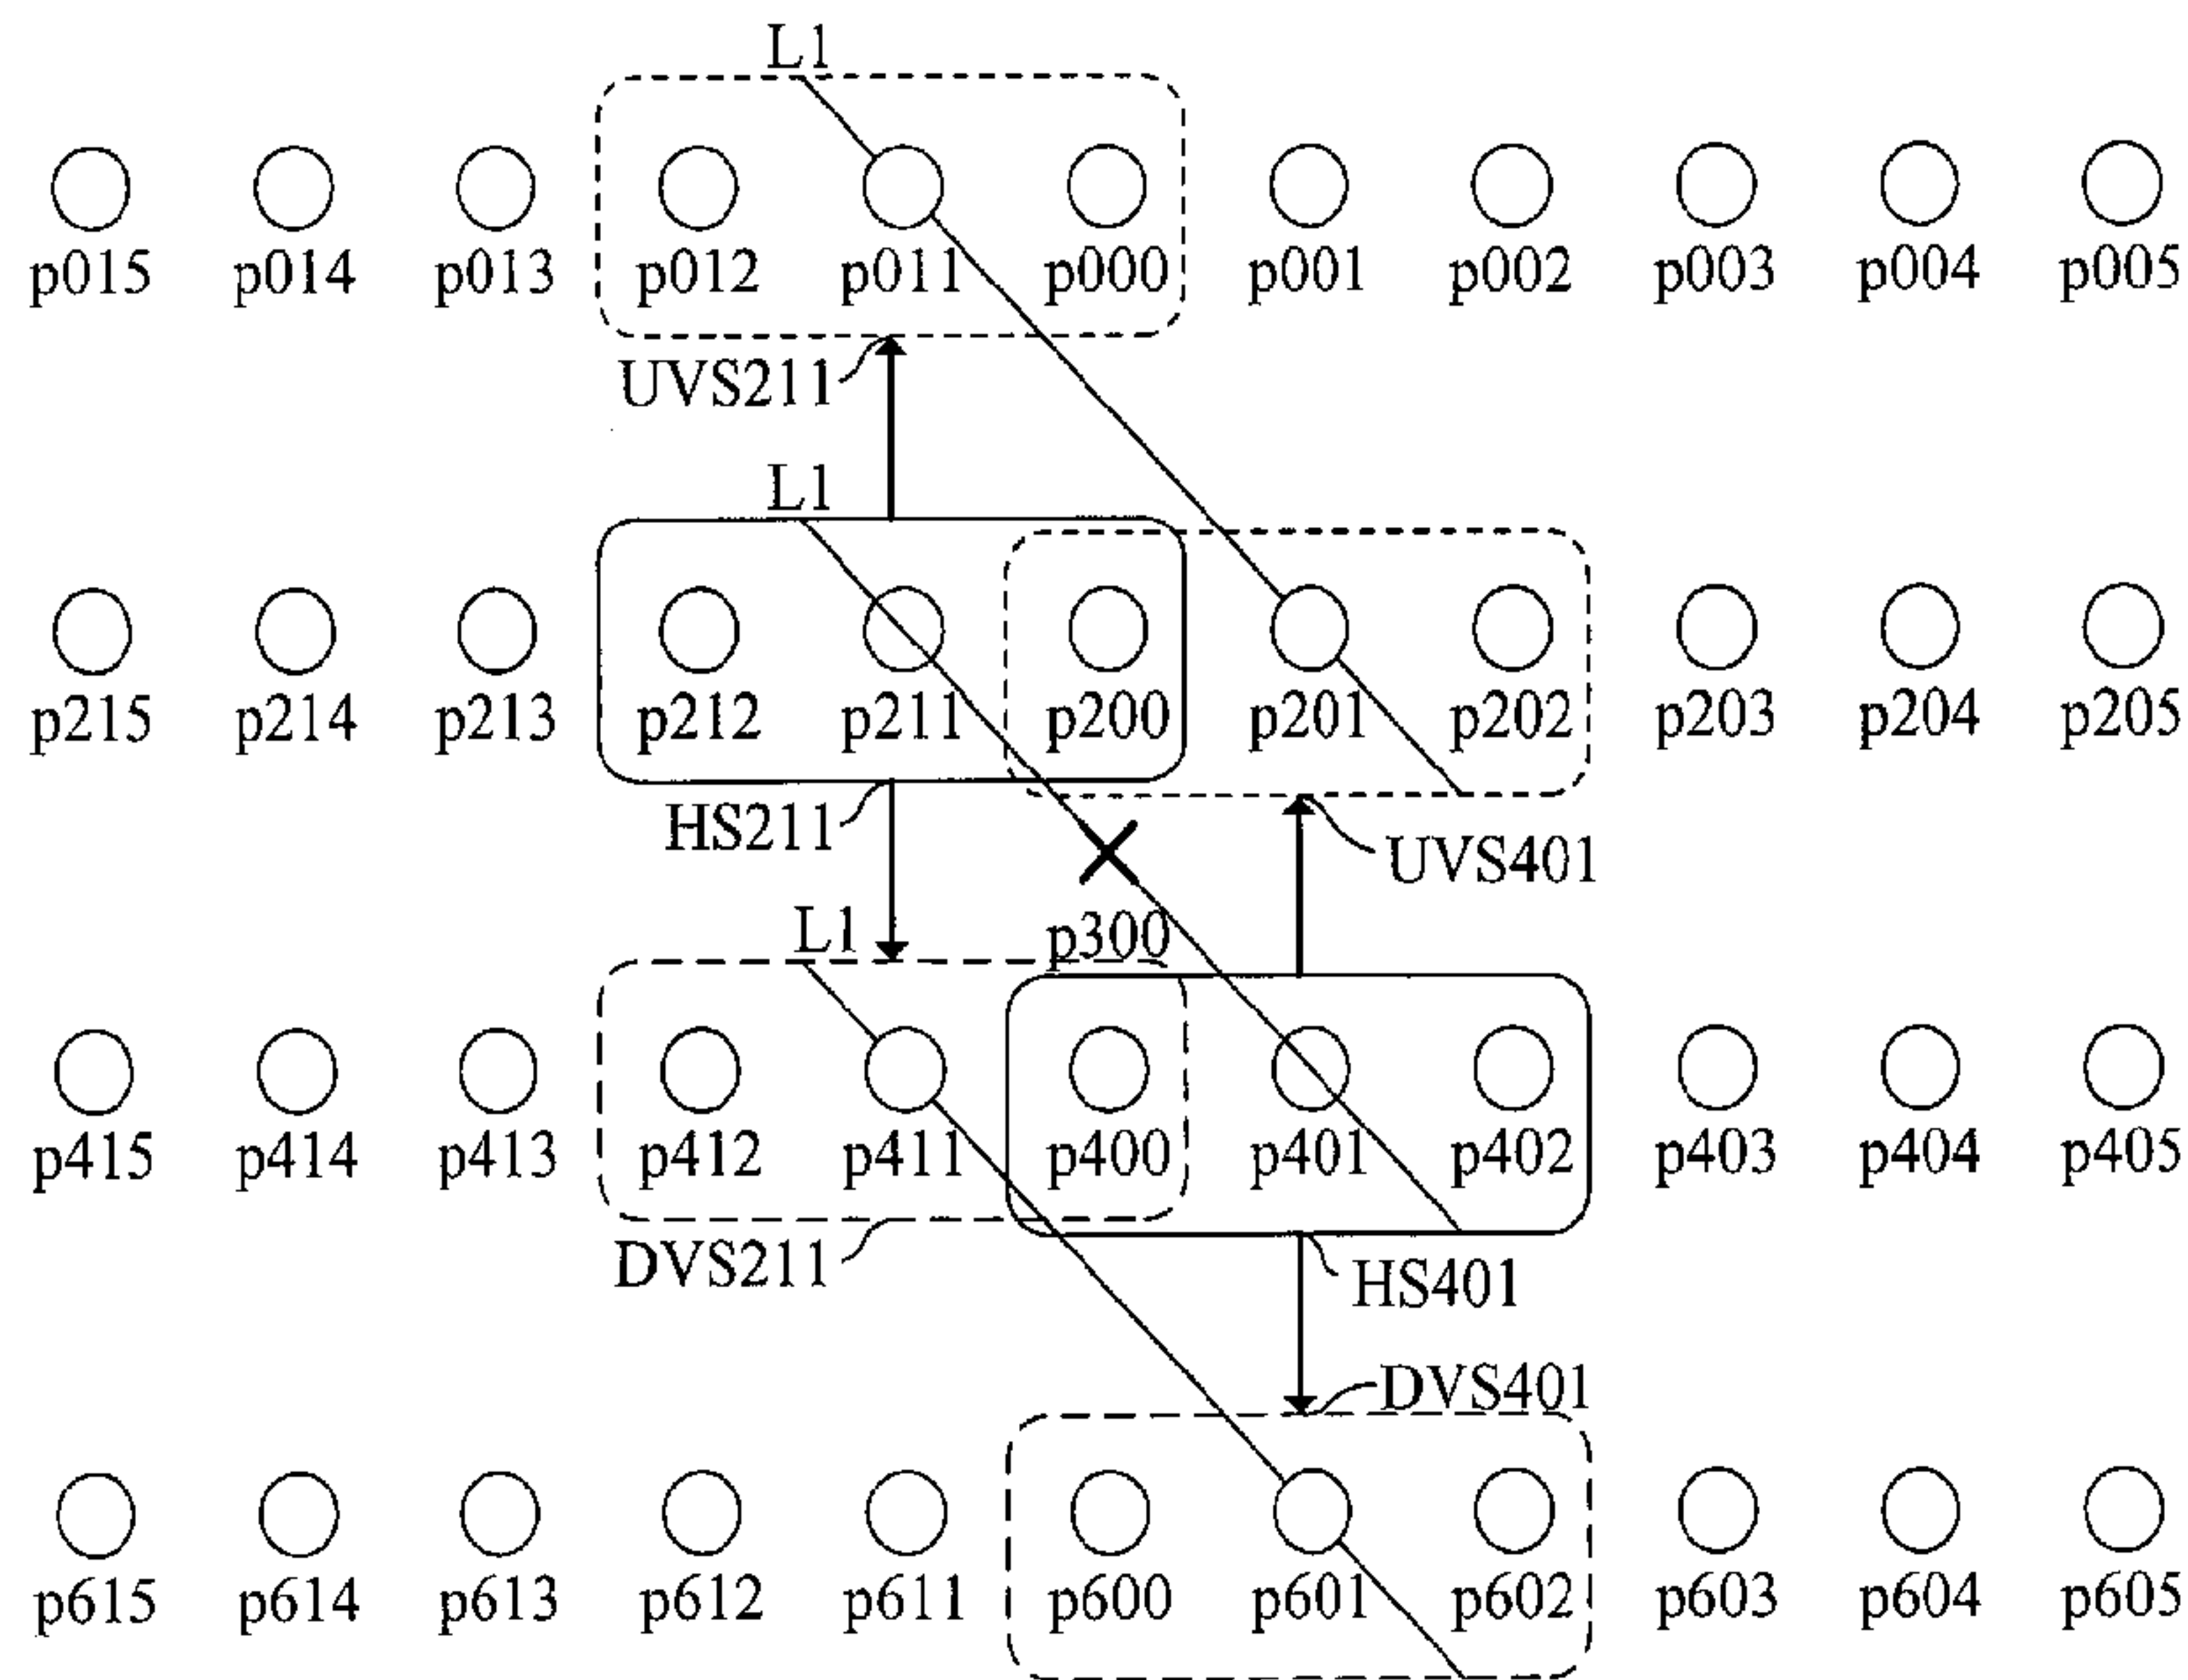 L1
p015 p014 p013 p012 p011 p000 p001 p002 p003 p004 p005
UVS211
L1
p215 p214 p213 p212 p211 p200 p201 p202 p203 p204 p205
HS211
UVS401
L1
p300
p415 p414 p413 p412 p411 p400 p401 p402 p403 p404 p405
DVS211
HS401
DVS401
p615 p614 p613 p612 p611 p600 p601 p602 p603 p604 p605